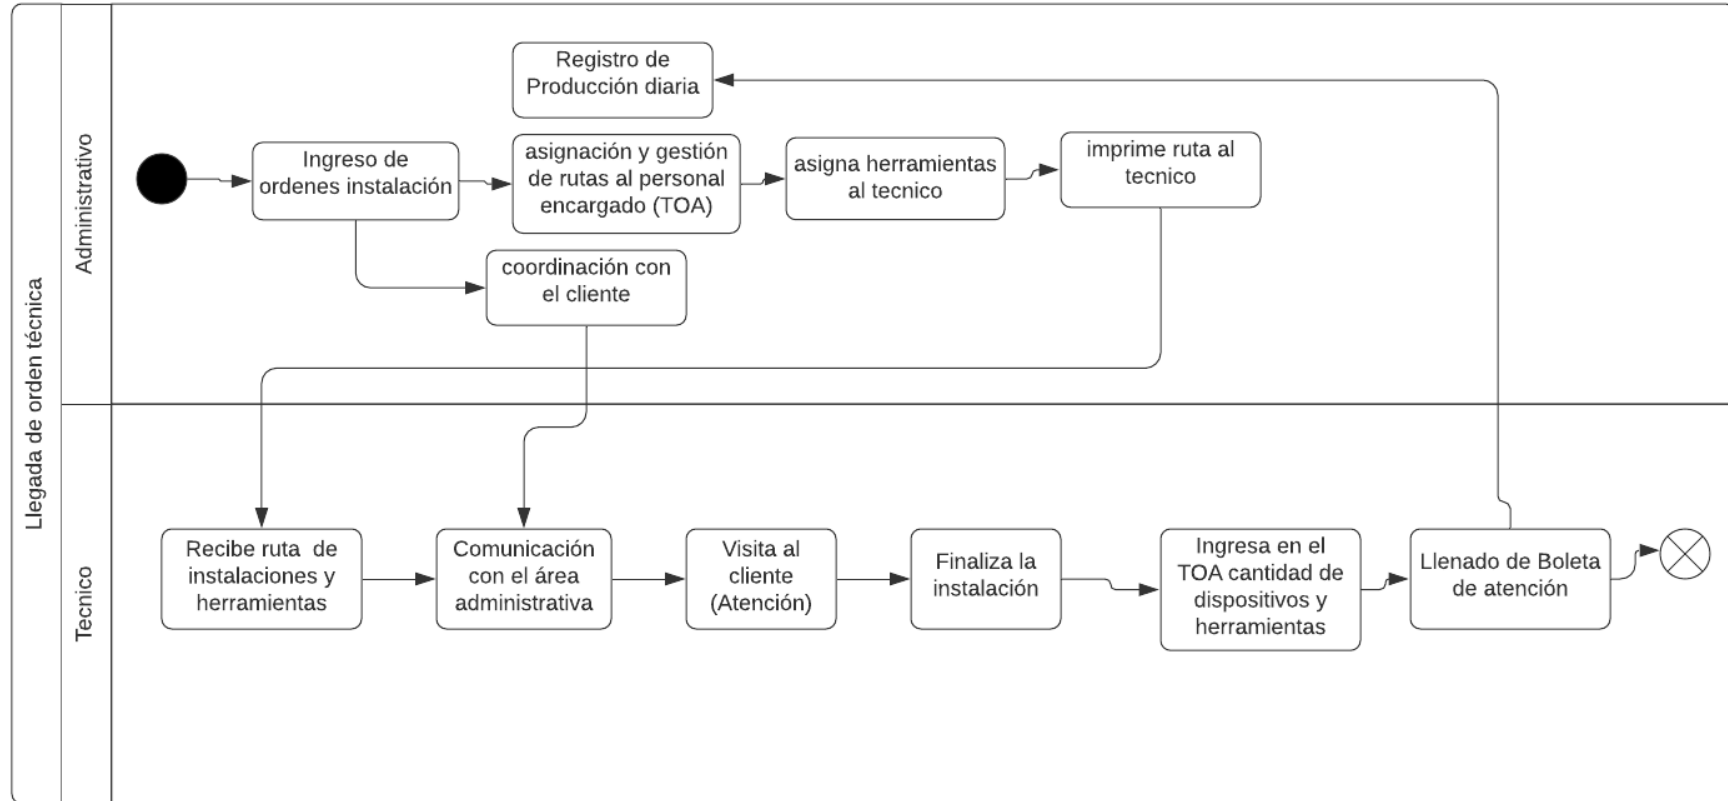 Llegada de orden técnica
Administrativo
Registro de
Producción diaria
Ingreso de
ordenes instalación
asignación y gestión
de rutas al personal
encargado (TOA)
asigna herramientas
al tecnico
imprime ruta al
tecnico
coordinación con
el cliente
Tecnico
Recibe ruta de
instalaciones y
herramientas
Comunicación
con el área
administrativa
Visita al
cliente
(Atención)
Finaliza la
instalación
Ingresa en el
TOA cantidad de
dispositivos y
herramientas
Llenado de Boleta
de atención